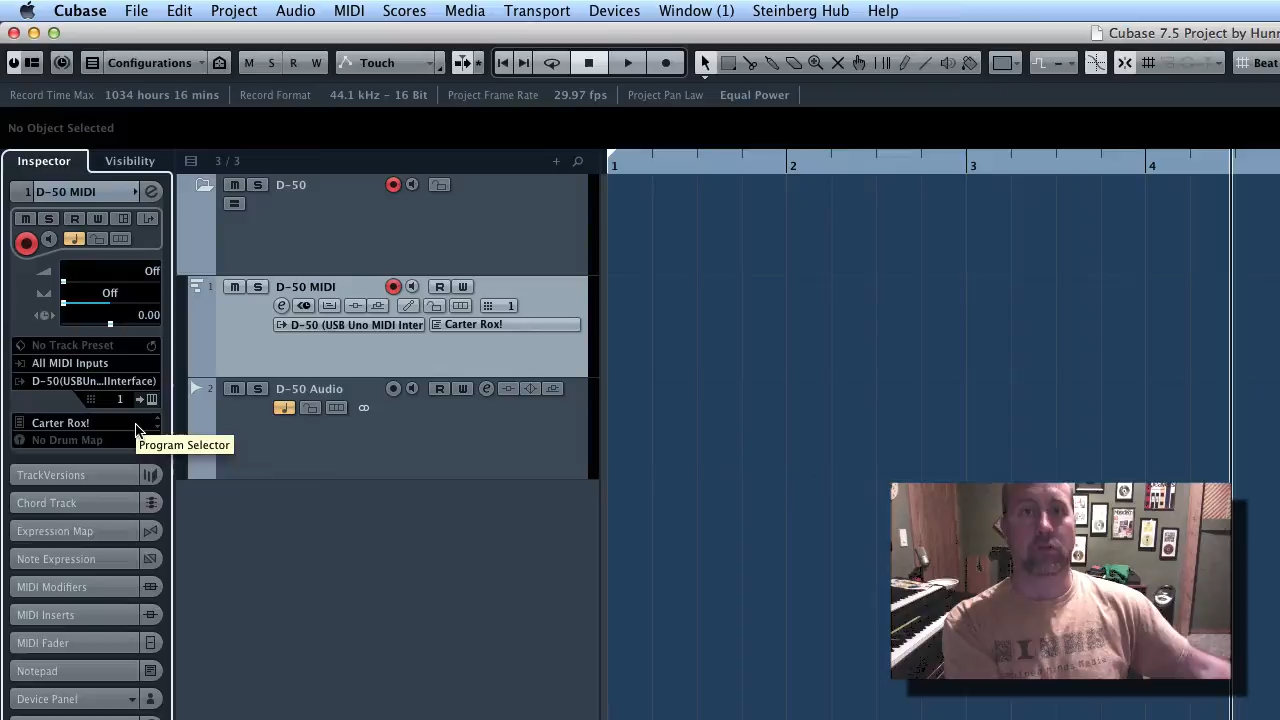 Cubase File Edit Project Audio MIDI Scores Media Transport Devices Window (1) Steinberg Hub Help
Cubase 7.5 Project by Hunr
Configurations M S R W Touch Beat
Record Time Max 1034 hours 16 mins Record Format 44.1 kHz - 16 Bit Project Frame Rate 29.97 fps Project Pan Law Equal Power
No Object Selected
Inspector Visibility 3 / 3 1 2 3 4
1 D-50 MIDI
M S R W
Off
Off
0.00
No Track Preset
All MIDI Inputs
D-50(USBUn...IInterface)
1
Carter Rox!
No Drum Map
Program Selector
TrackVersions
Chord Track
Expression Map
Note Expression
MIDI Modifiers
MIDI Inserts
MIDI Fader
Notepad
Device Panel
M S D-50
1 M S D-50 MIDI R W
1
D-50 (USB Uno MIDI Inter Carter Rox!
2 M S D-50 Audio R W